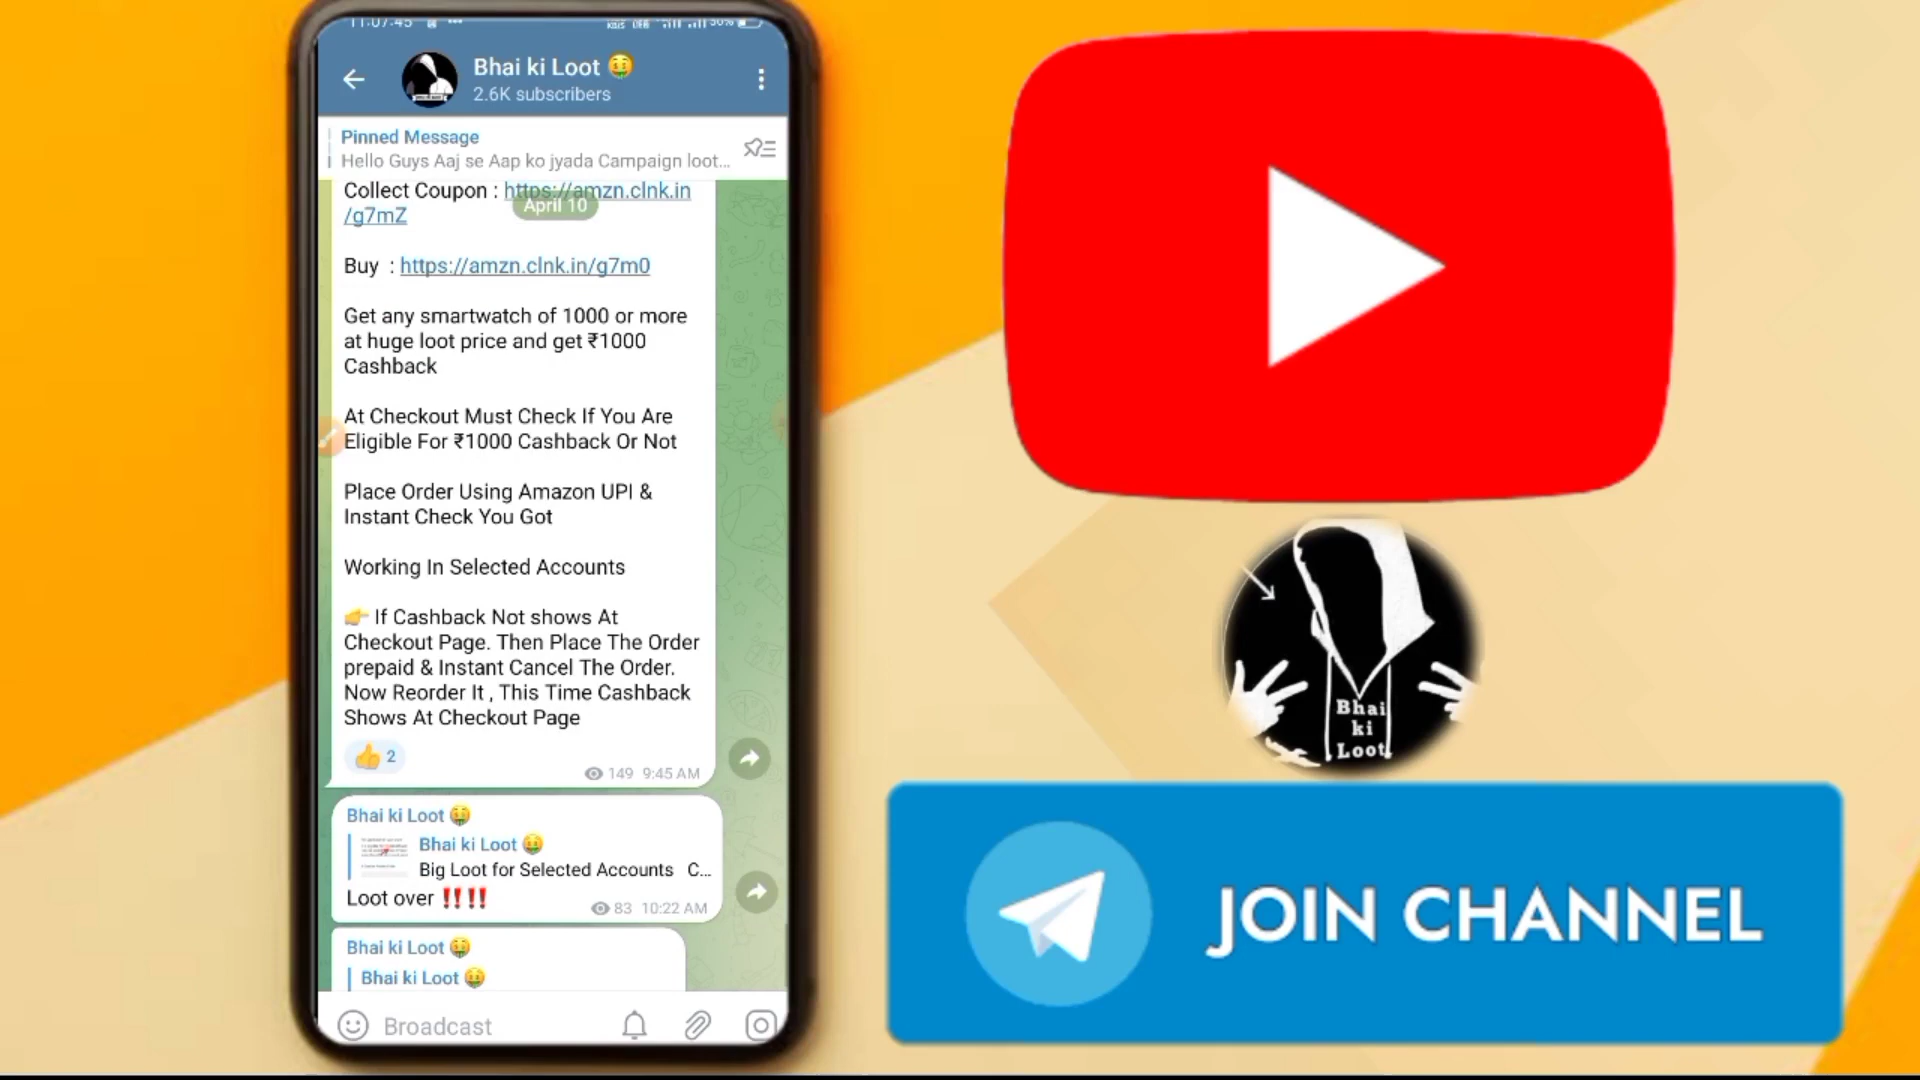 11:07:45
50%
Bhai ki Loot 🤑
2.6K subscribers
Pinned Message
Hello Guys Aaj se Aap ko jyada Campaign loot...
Collect Coupon : https://amzn.clnk.in
/g7mZ
April 10
Buy : https://amzn.clnk.in/g7m0
Get any smartwatch of 1000 or more
at huge loot price and get ₹1000
Cashback
At Checkout Must Check If You Are
Eligible For ₹1000 Cashback Or Not
Place Order Using Amazon UPI &
Instant Check You Got
Working In Selected Accounts
👉 If Cashback Not shows At
Checkout Page. Then Place The Order
prepaid & Instant Cancel The Order.
Now Reorder It , This Time Cashback
Shows At Checkout Page
👍 2
149 9:45 AM
Bhai ki Loot 🤑
Bhai ki Loot 🤑
Big Loot for Selected Accounts C...
Loot over ‼️‼️
83 10:22 AM
Bhai ki Loot 🤑
Bhai ki Loot 🤑
Broadcast
Bhai
ki
Loot
JOIN CHANNEL